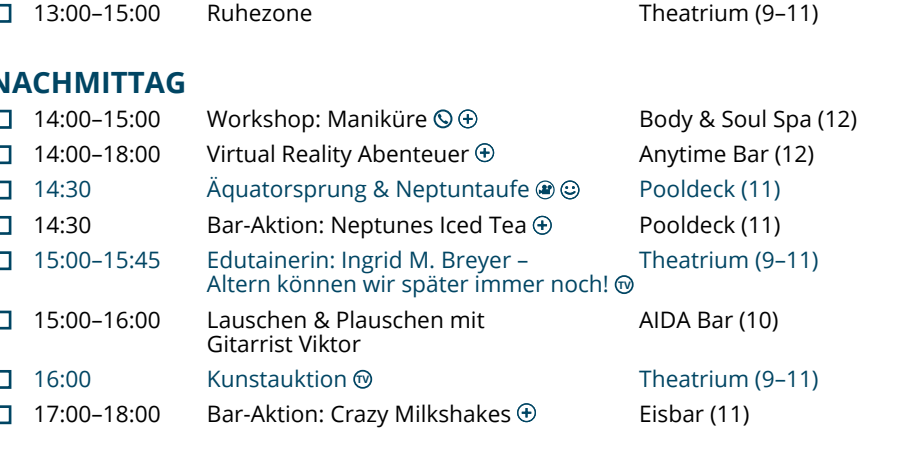 13:00–15:00 Ruhezone Theatrium (9–11)
NACHMITTAG
14:00–15:00 Workshop: Maniküre Body & Soul Spa (12)
14:00–18:00 Virtual Reality Abenteuer Anytime Bar (12)
14:30 Äquatorsprung & Neptuntaufe Pooldeck (11)
14:30 Bar-Aktion: Neptunes Iced Tea Pooldeck (11)
15:00–15:45 Edutainerin: Ingrid M. Breyer – Theatrium (9–11)
Altern können wir später immer noch! TV
15:00–16:00 Lauschen & Plauschen mit AIDA Bar (10)
Gitarrist Viktor
16:00 Kunstauktion TV Theatrium (9–11)
17:00–18:00 Bar-Aktion: Crazy Milkshakes Eisbar (11)